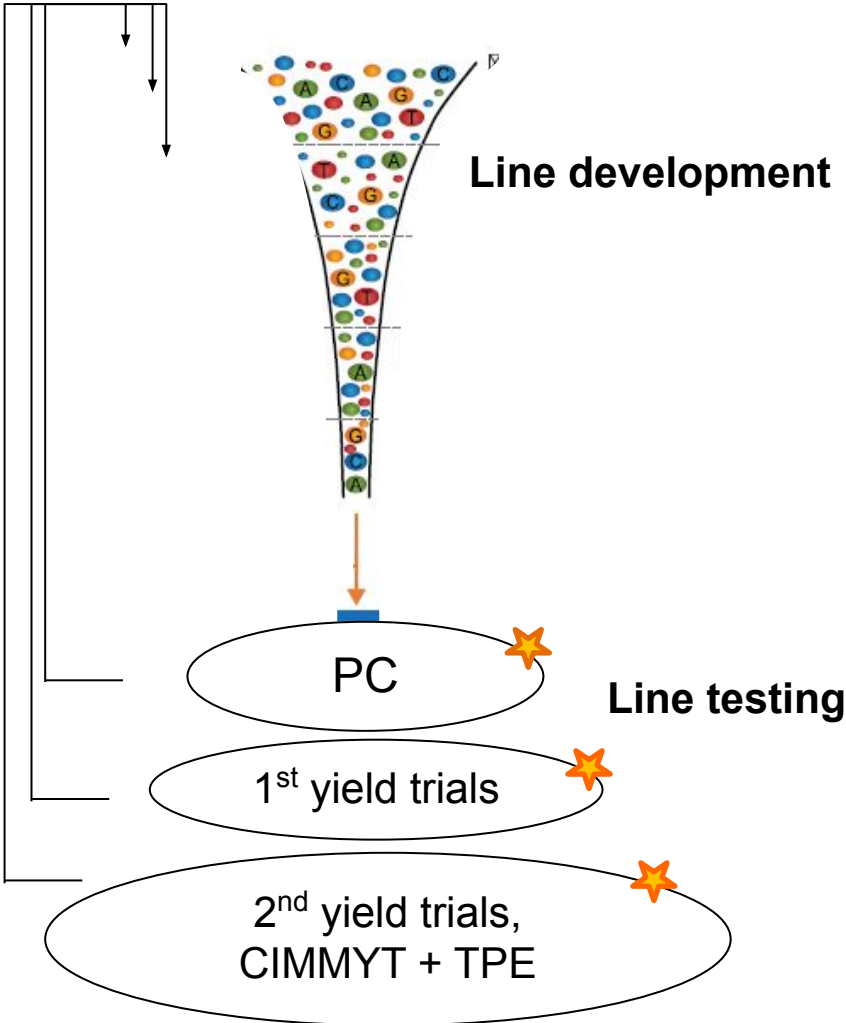 A C A G C
A T
G
T A
C G
G
T
A
G
C
A
Line development
PC
Line testing
1st yield trials
2nd yield trials,
CIMMYT + TPE